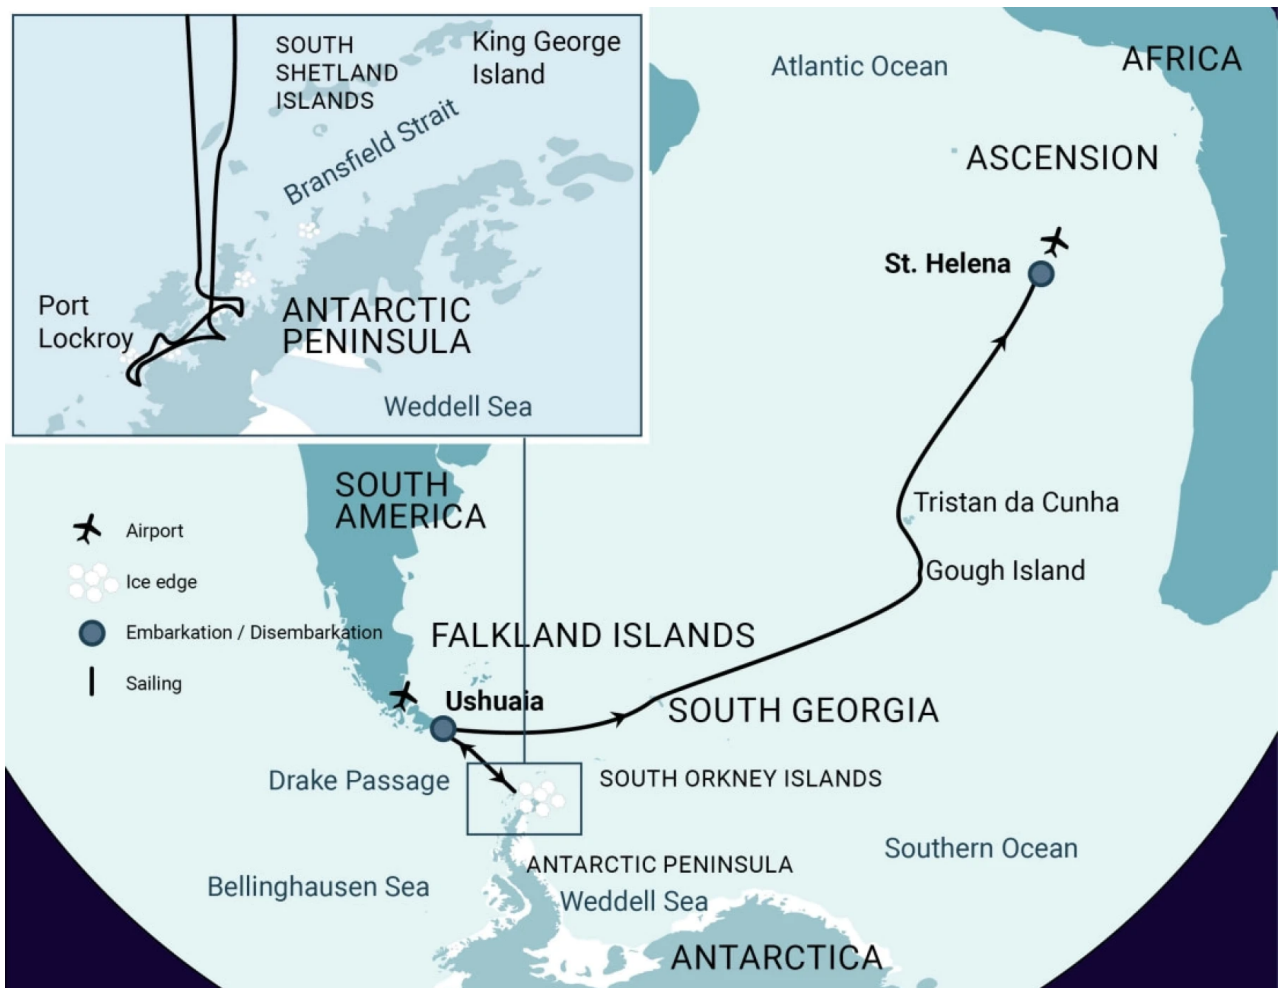 SOUTH
SHETLAND
ISLANDS
King George
Island
Bransfield Strait
Port
Lockroy
ANTARCTIC
PENINSULA
Weddell Sea
Atlantic Ocean
AFRICA
ASCENSION
St. Helena
SOUTH
AMERICA
Airport
Ice edge
Embarkation / Disembarkation
Sailing
Tristan da Cunha
Gough Island
FALKLAND ISLANDS
Ushuaia
SOUTH GEORGIA
Drake Passage
SOUTH ORKNEY ISLANDS
Southern Ocean
ANTARCTIC PENINSULA
Bellinghausen Sea
Weddell Sea
ANTARCTICA